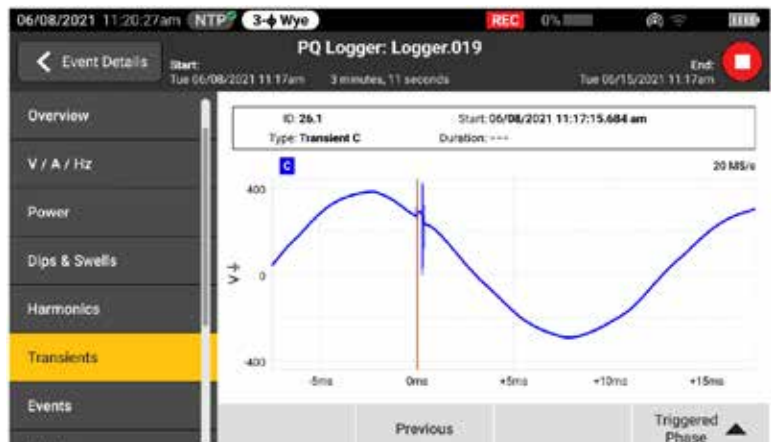 06/08/2021 11:20:27am NTP 3-ɸ Wye REC 0%
Event Details
PQ Logger: Logger.019
Start:
Tue 06/08/2021 11:17am 3 minutes, 11 seconds
End:
Tue 06/15/2021 11:17am
Overview
V / A / Hz
Power
Dips & Swells
Harmonics
Transients
Events
ID: 26.1 Start: 06/08/2021 11:17:15.684 am
Type: Transient C Duration: ---
C
20 MS/s
400
0
-400
V
-5ms 0ms +5ms +10ms +15ms
Previous
Triggered
Phase